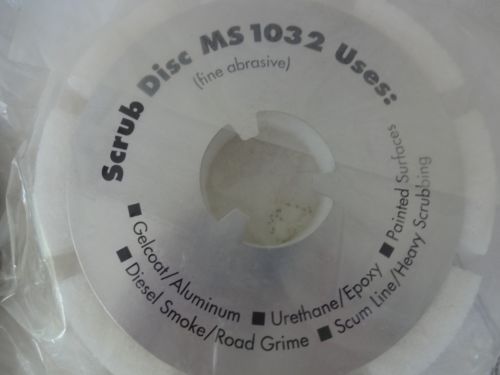 Scrub Disc MS 1032 Uses:
(fine abrasive)
■ Gelcoat/Aluminum ■ Urethane/Epoxy ■ Painted Surfaces
■ Diesel Smoke/Road Grime ■ Scum Line/Heavy Scrubbing